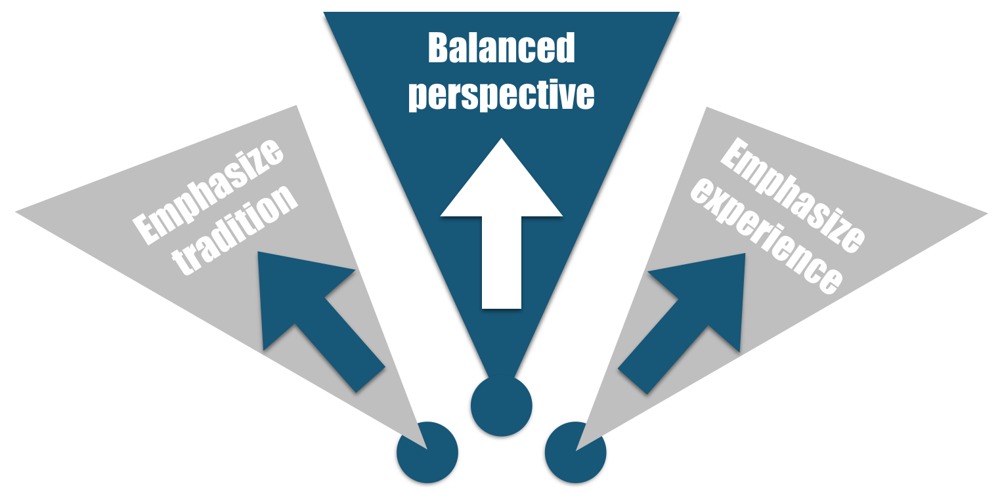 Balanced
perspective
Emphasize
tradition
Emphasize
experience